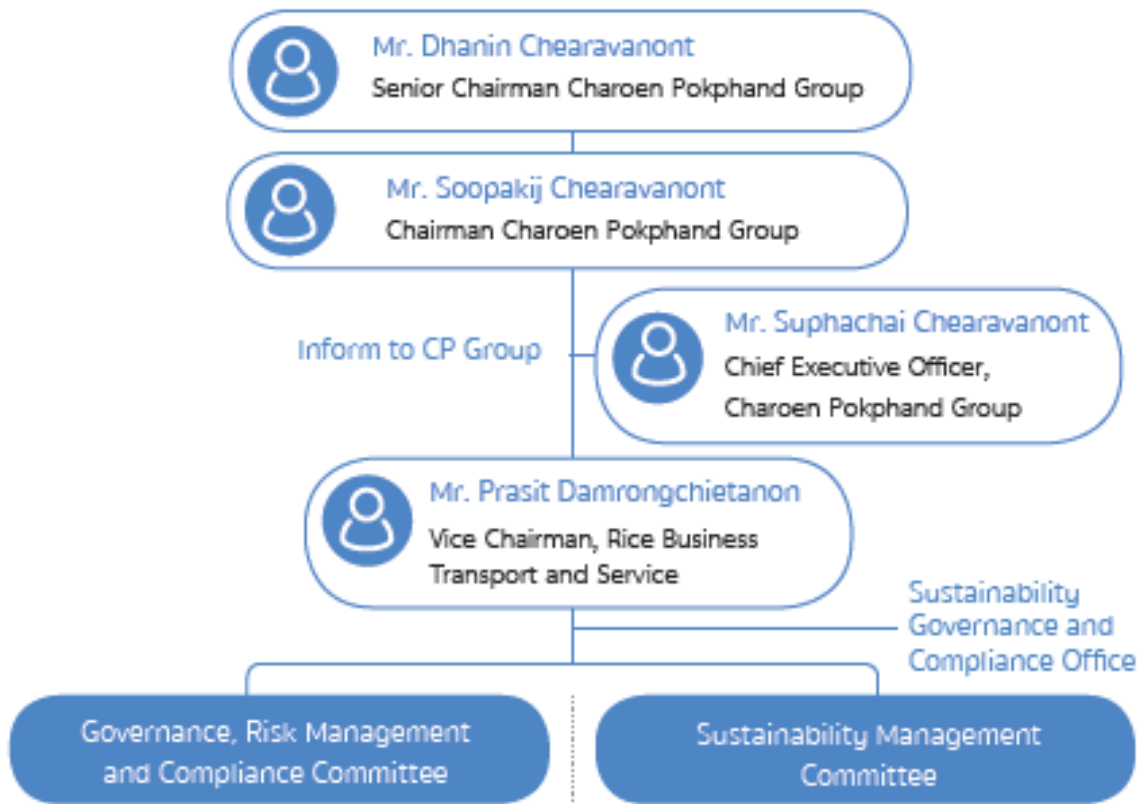 Mr. Dhanin Chearavanont
Senior Chairman Charoen Pokphand Group
Mr. Soopakij Chearavanont
Chairman Charoen Pokphand Group
Inform to CP Group
Mr. Suphachai Chearavanont
Chief Executive Officer,
Charoen Pokphand Group
Mr. Prasit Damrongchietanon
Vice Chairman, Rice Business
Transport and Service
Sustainability
Governance and
Compliance Office
Governance, Risk Management
and Compliance Committee
Sustainability Management
Committee